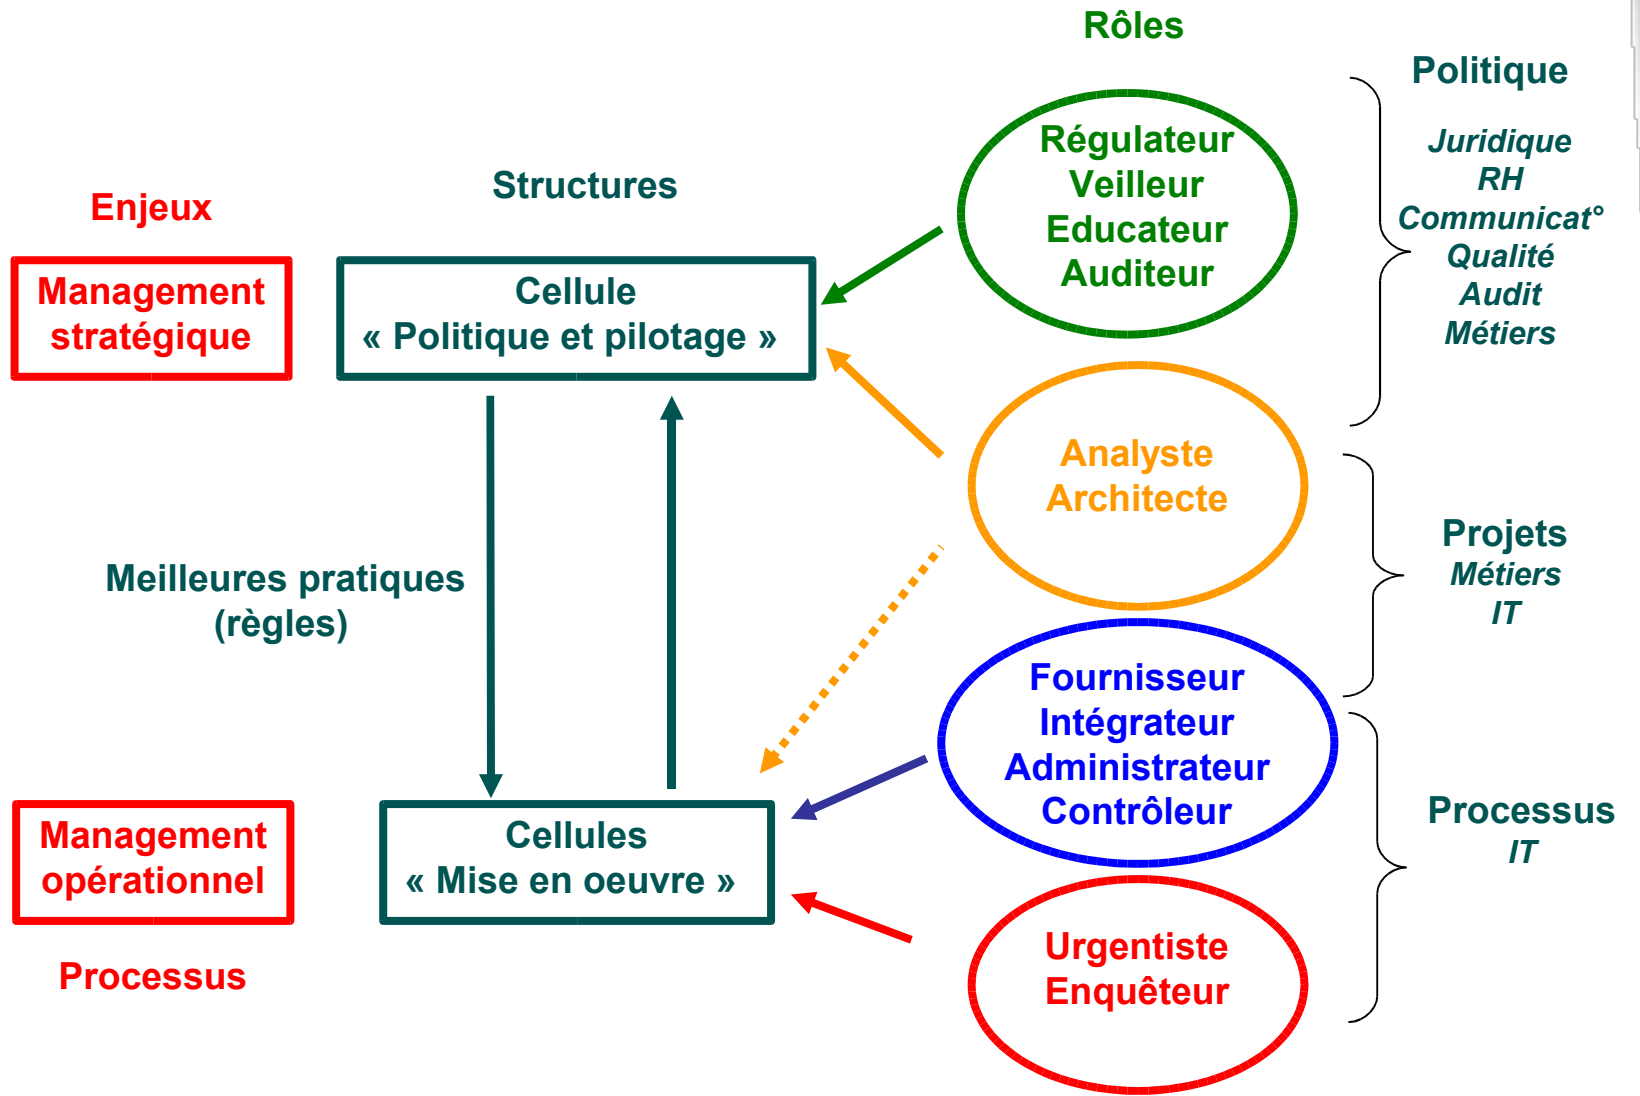 Rôles
Enjeux
Structures
Management
stratégique
Cellule
« Politique et pilotage »
Régulateur
Veilleur
Educateur
Auditeur
Politique
Juridique
RH
Communicat°
Qualité
Audit
Métiers
Analyste
Architecte
Projets
Métiers
IT
Meilleures pratiques
(règles)
Fournisseur
Intégrateur
Administrateur
Contrôleur
Management
opérationnel
Cellules
« Mise en oeuvre »
Processus
IT
Urgentiste
Enquêteur
Processus